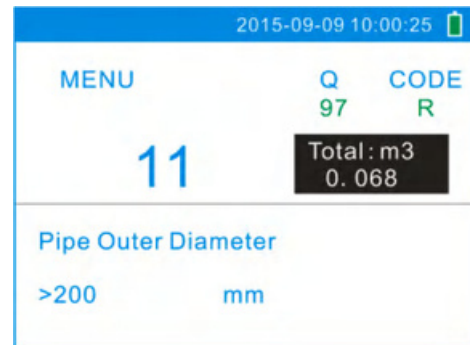 2015-09-09 10:00:25
MENU Q CODE
97 R
11
Total: m3
0.068
Pipe Outer Diameter
>200 mm